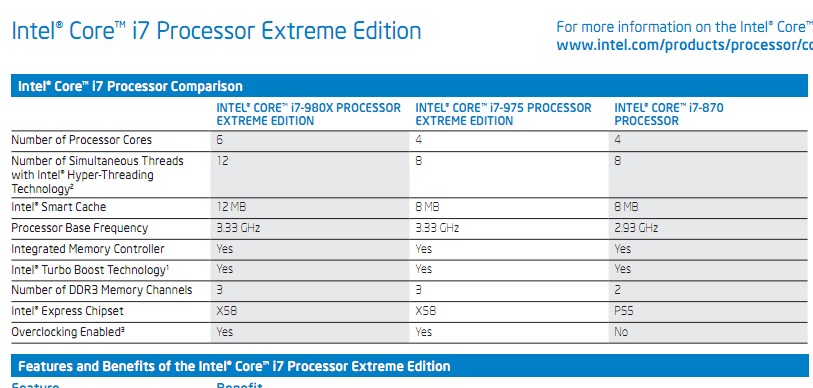 Intel® Core™ i7 Processor Extreme Edition
For more information on the Intel® Core™
www.intel.com/products/processor/co
Intel® Core™ i7 Processor Comparison
INTEL® CORE™ i7-980X PROCESSOR EXTREME EDITION INTEL® CORE™ i7-975 PROCESSOR EXTREME EDITION INTEL® CORE™ i7-870 PROCESSOR
Number of Processor Cores 6 4 4
Number of Simultaneous Threads 12 8 8
with Intel® Hyper-Threading
Technology²
Intel® Smart Cache 12 MB 8 MB 8 MB
Processor Base Frequency 3.33 GHz 3.33 GHz 2.93 GHz
Integrated Memory Controller Yes Yes Yes
Intel® Turbo Boost Technology¹ Yes Yes Yes
Number of DDR3 Memory Channels 3 3 2
Intel® Express Chipset X58 X58 P55
Overclocking Enabled³ Yes Yes No
Features and Benefits of the Intel® Core™ i7 Processor Extreme Edition
Feature Benefit